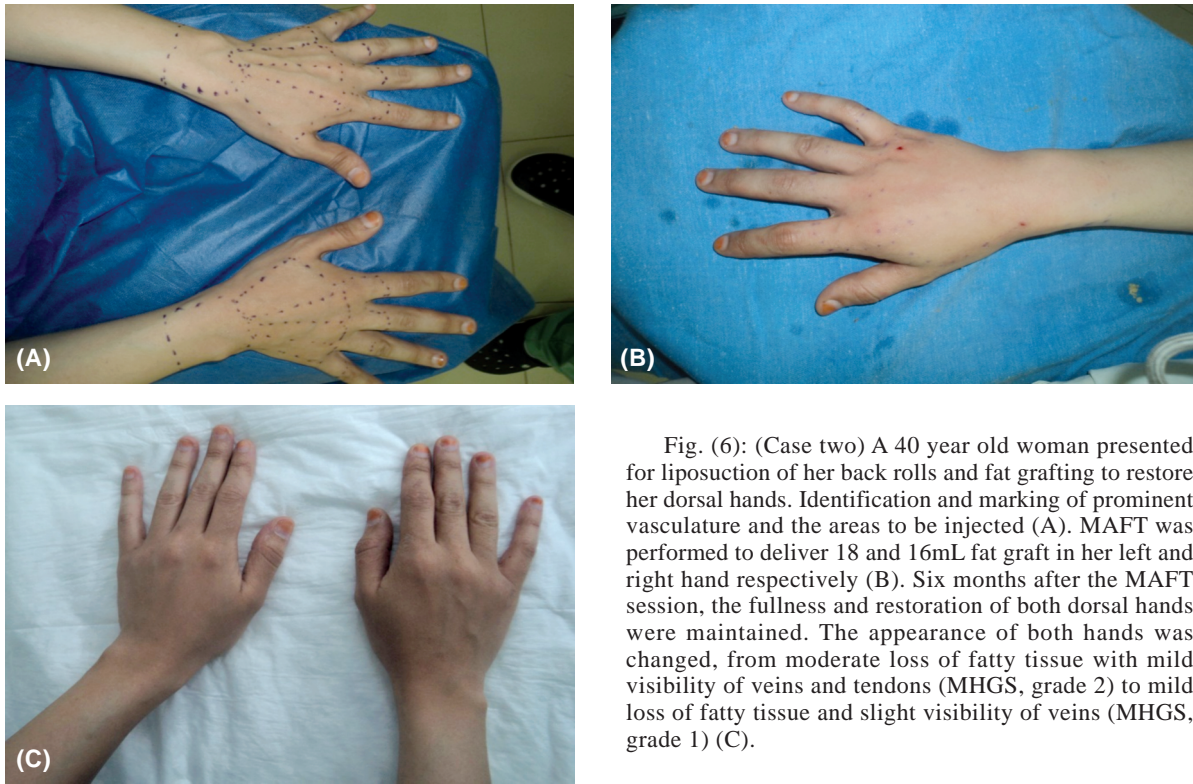 (A)
(B)
(C)
Fig. (6): (Case two) A 40 year old woman presented
for liposuction of her back rolls and fat grafting to restore
her dorsal hands. Identification and marking of prominent
vasculature and the areas to be injected (A). MAFT was
performed to deliver 18 and 16mL fat graft in her left and
right hand respectively (B). Six months after the MAFT
session, the fullness and restoration of both dorsal hands
were maintained. The appearance of both hands was
changed, from moderate loss of fatty tissue with mild
visibility of veins and tendons (MHGS, grade 2) to mild
loss of fatty tissue and slight visibility of veins (MHGS,
grade 1) (C).